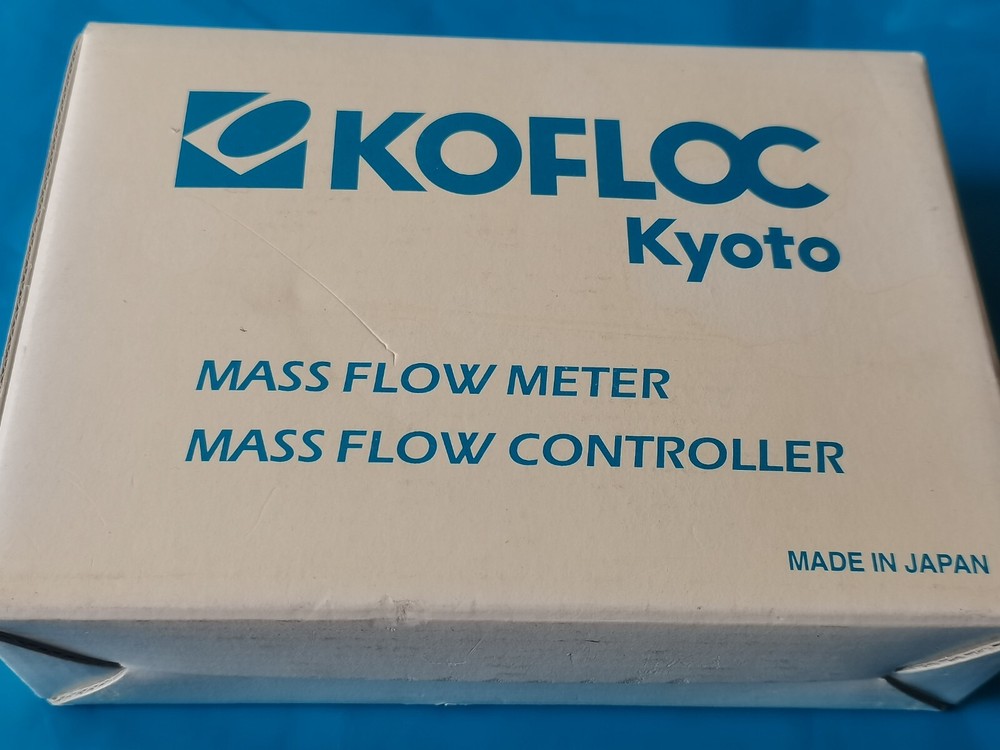 KOFLOC
Kyoto
MASS FLOW METER
MASS FLOW CONTROLLER
MADE IN JAPAN